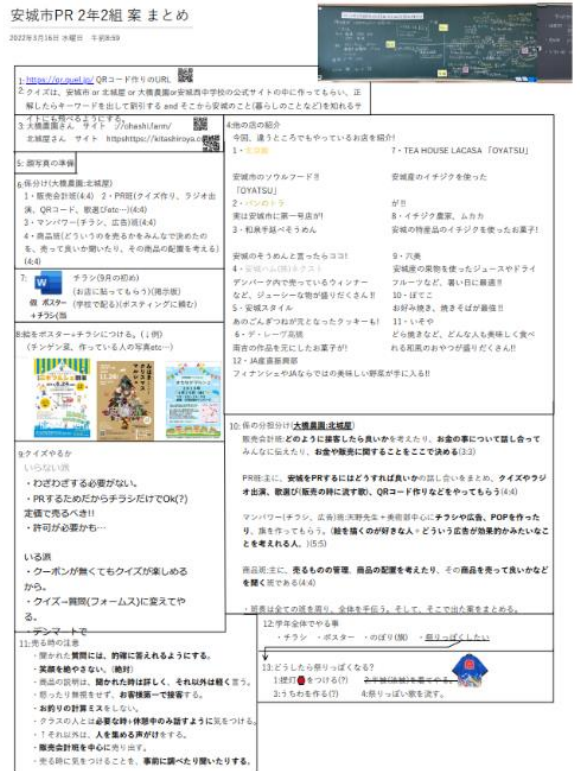 安城市PR 2年2組 案 まとめ
2022年3月16日 水曜日 午前8:59
1: https://qr.quel.jp/ QRコード作りのURL
2:クイズは、安城市 or 北城屋 or 大橋農園or安城西中学校の公式サイトの中に作ってもらい、正
解したらキーワードを出して割引する and そこから安城のこと(暮らしのことなど)を知れるサ
イトにも飛べるようにする。
3: 大橋農園さん サイト ://ohashi.farm/
北城屋さん サイト
5: 顔写真の準備
6:係分け(大橋農園:北城屋)
1・販売会計班(4:4) 2・PR班(クイズ作り、ラジオ出
演、QRコード、歌選びetc…)(4:4)
3・マンパワー(チラシ、広告)班(4:4)
4・商品班(どういうのを売るかをみんなで決めたの
を、売って良いか聞いたり、その商品の配置を考える)
(4:4)
7: チラシ(9月の初め)
(お店に貼ってもらう)(掲示板)
個 ポスター (学校で配る)(ポスティングに頼む)
+チラシ(当
8:絵をポスター+チラシにつける。(↓例)
(チンゲン菜、作っている人の写真etc…)
9:クイズやるか
いらない派
・わざわざする必要がない。
・PRするためだからチラシだけでOk(?)
定価で売るべき!!
・許可が必要かも…
いる派
・クーポンが無くてもクイズが楽しめる
から。
・クイズ→質問(フォームス)に変えてや
る。
・デンマートで
11:売る時の注意
・聞かれた質問には、的確に答えれるようにする。
・笑顔を絶やさない。(絶対)
・商品の説明は、聞かれた時は詳しく、それ以外は軽く言う。
・怒ったり無視をせず、お客様第一で接客する。
・お釣りの計算ミスをしない。
・クラスの人とは必要な時+休憩中のみ話すように気をつける。
・↑それ以外は、人を集める声がけをする。
・販売会計班を中心に売り出す。
・売る時に気をつけることを、事前に調べたり聞いたりする。
4:他の店の紹介
今回、違うところでもやっているお店を紹介!
1・北京飯店
安城市のソウルフード!!
「OYATSU」
2・パンのトラ
実は安城市に第一号店が!
3・和泉手延べそうめん
安城のそうめんと言ったらココ!
4・安城ハム(株)ネクスト
デンパーク内で売っているウィンナー
など、ジューシーな物が盛りだくさん!!
5・安城スタイル
あのごんぎつねが元となったクッキーも!
6・デ・レーヴ高橋
南吉の作品を元にしたお菓子が!
12・JA産直振興部
フィナンシェやJAならではの美味しい野菜が手に入る!!
7・TEA HOUSE LACASA 「OYATSU」
安城産のイチジクを使った
が!!
8・イチジク農家、ムカカ
安城の特産品のイチジクを使ったお菓子!
9・六美
安城産の果物を使ったジュースやドライ
フルーツなど、暑い日に最適!!
10・ぽてこ
お好み焼き、焼きそばが最強!!
11・いそや
どら焼きなど、どんな人も美味しく食べ
れる和風のおやつが盛りだくさん!!
10: 係の分担分け(大橋農園:北城屋)
販売会計班:どのように接客したら良いかを考えたり、お金の事について話し合って
みんなに伝えたり、お金や販売に関することをここで決める(3:3)
PR班:主に、安城をPRするにはどうすれば良いかの話し合いをまとめ、クイズやラジ
オ出演、歌選び(販売の時に流す歌)、QRコード作りなどをやってもらう(4:4)
マンパワー(チラシ、広告)班:天野先生+美術部中心にチラシや広告、POPを作った
り、旗を作ってもらう。(絵を描くのが好きな人+どういう広告が効果的かみたいなこ
とを考えれる人。)(5:5)
商品班:主に、売るものの管理、商品の配置を考えたり、その商品を売って良いかなど
を聞く班である(4:4)
・班長は全ての班を周り、全体を手伝う。そして、そこで出た案をまとめる。
12:学年全体でやる事
・チラシ ・ポスター ・のぼり(旗) ・祭りっぽくしたい
13:どうしたら祭りっぽくなる?
1:提灯をつける(?)
3:うちわを作る(?) 4:祭りっぽい歌を流す。